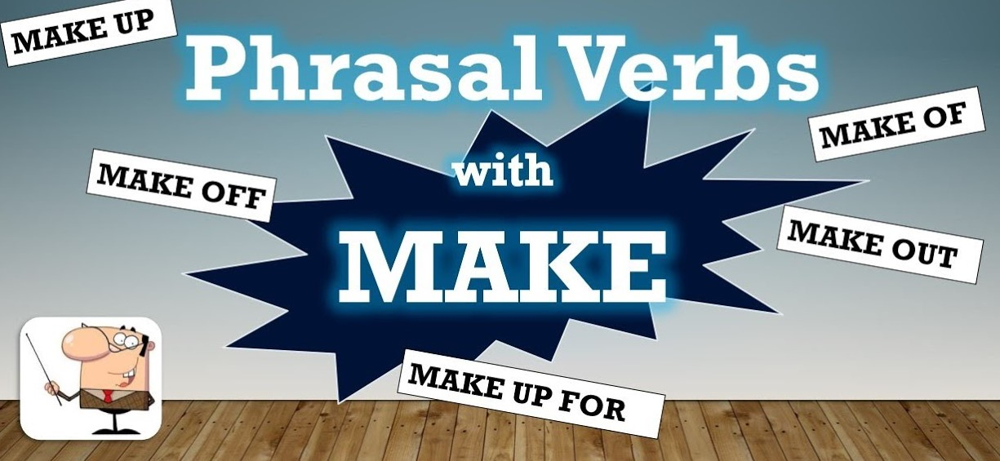 MAKE UP
Phrasal Verbs
MAKE OF
with
MAKE OFF
MAKE OUT
MAKE
MAKE UP FOR